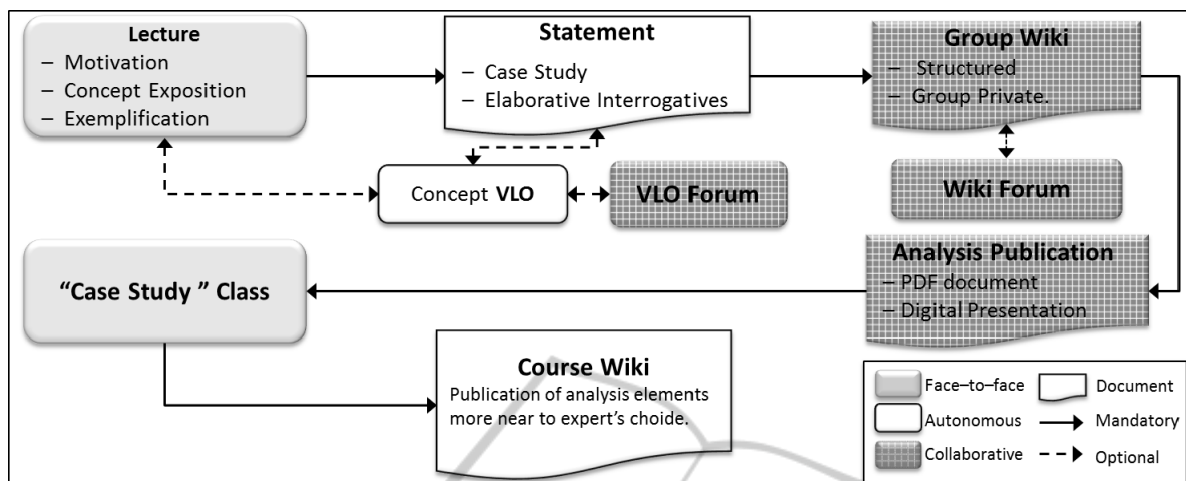 Lecture
– Motivation
– Concept Exposition
– Exemplification
Statement
– Case Study
– Elaborative Interrogatives
Group Wiki
– Structured
– Group Private.
Concept VLO
VLO Forum
Wiki Forum
Analysis Publication
– PDF document
– Digital Presentation
“Case Study ” Class
Course Wiki
Publication of analysis elements
more near to expert’s choide.
Face–to–face
Document
Autonomous
Mandatory
Collaborative
Optional